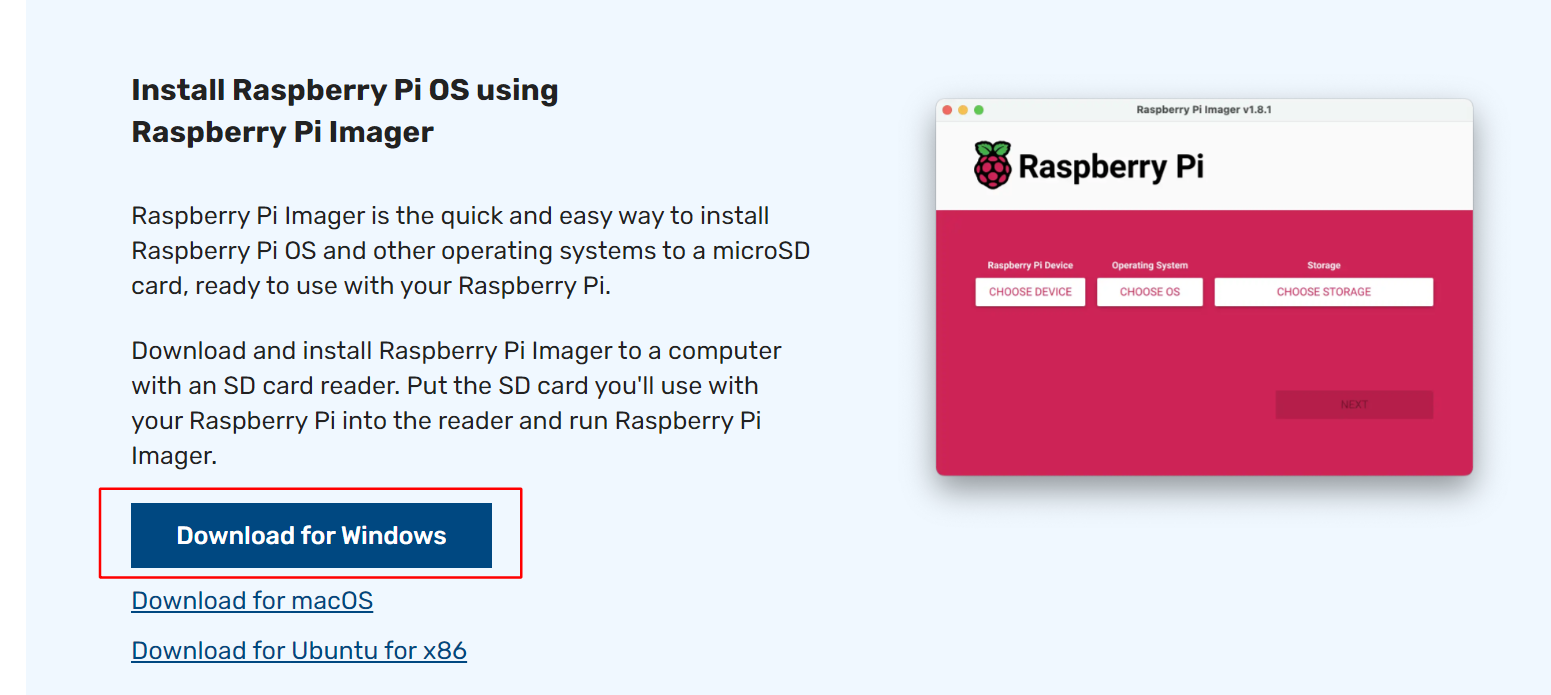 Install Raspberry Pi OS using
Raspberry Pi Imager
Raspberry Pi Imager is the quick and easy way to install
Raspberry Pi OS and other operating systems to a microSD
card, ready to use with your Raspberry Pi.
Download and install Raspberry Pi Imager to a computer
with an SD card reader. Put the SD card you'll use with
your Raspberry Pi into the reader and run Raspberry Pi
Imager.
Download for Windows
Download for macOS
Download for Ubuntu for x86
Raspberry Pi Imager v1.8.1
Raspberry Pi
Raspberry Pi Device
Operating System
Storage
CHOOSE DEVICE
CHOOSE OS
CHOOSE STORAGE
NEXT